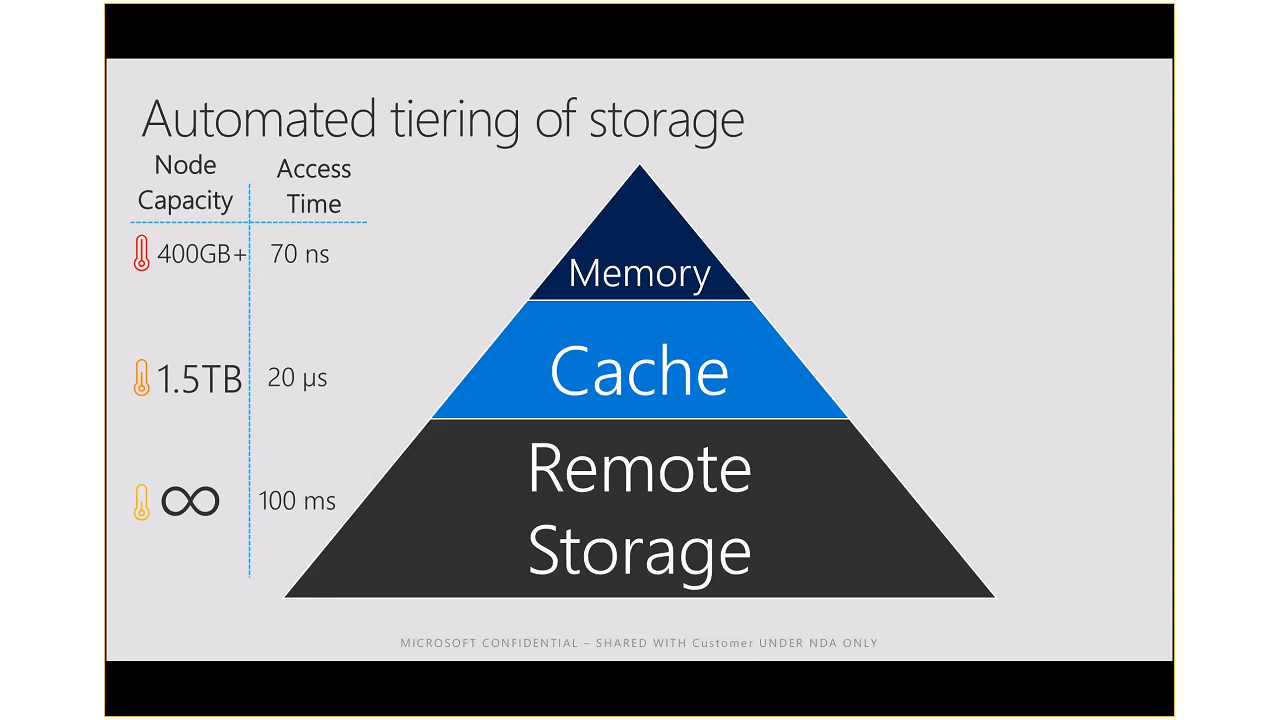 Automated tiering of storage
Node
Capacity
Access
Time
400GB+ 70 ns
1.5TB 20 µs
∞ 100 ms
Memory
Cache
Remote
Storage
MICROSOFT CONFIDENTIAL – SHARED WITH Customer UNDER NDA ONLY